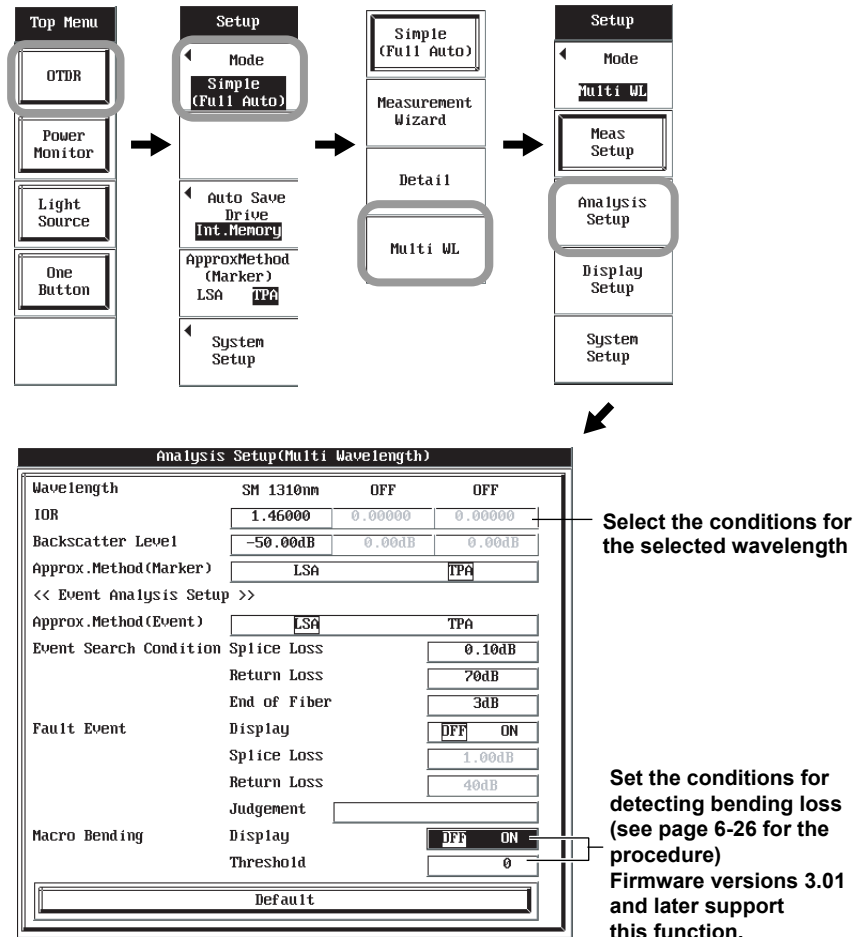 Top Menu
OTDR
Power
Monitor
Light
Source
One
Button
Setup
Mode
Simple
(Full Auto)
Auto Save
Drive
Int.Memory
ApproxMethod
(Marker)
LSA TPA
System
Setup
Simple
(Full Auto)
Measurement
Wizard
Detail
Multi WL
Setup
Mode
Multi WL
Meas
Setup
Analysis
Setup
Display
Setup
System
Setup
Analysis Setup(Multi Wavelength)
Wavelength SM 1310nm OFF OFF
IOR 1.46000 0.00000 0.00000
Backscatter Level -50.00dB 0.00dB 0.00dB
Approx.Method(Marker) LSA TPA
<< Event Analysis Setup >>
Approx.Method(Event) LSA TPA
Event Search Condition Splice Loss 0.10dB
Return Loss 70dB
End of Fiber 3dB
Fault Event Display OFF ON
Splice Loss 1.00dB
Return Loss 40dB
Judgement
Macro Bending Display OFF ON
Threshold 0
Default
Select the conditions for
the selected wavelength
Set the conditions for
detecting bending loss
(see page 6-26 for the
procedure)
Firmware versions 3.01
and later support
this function.